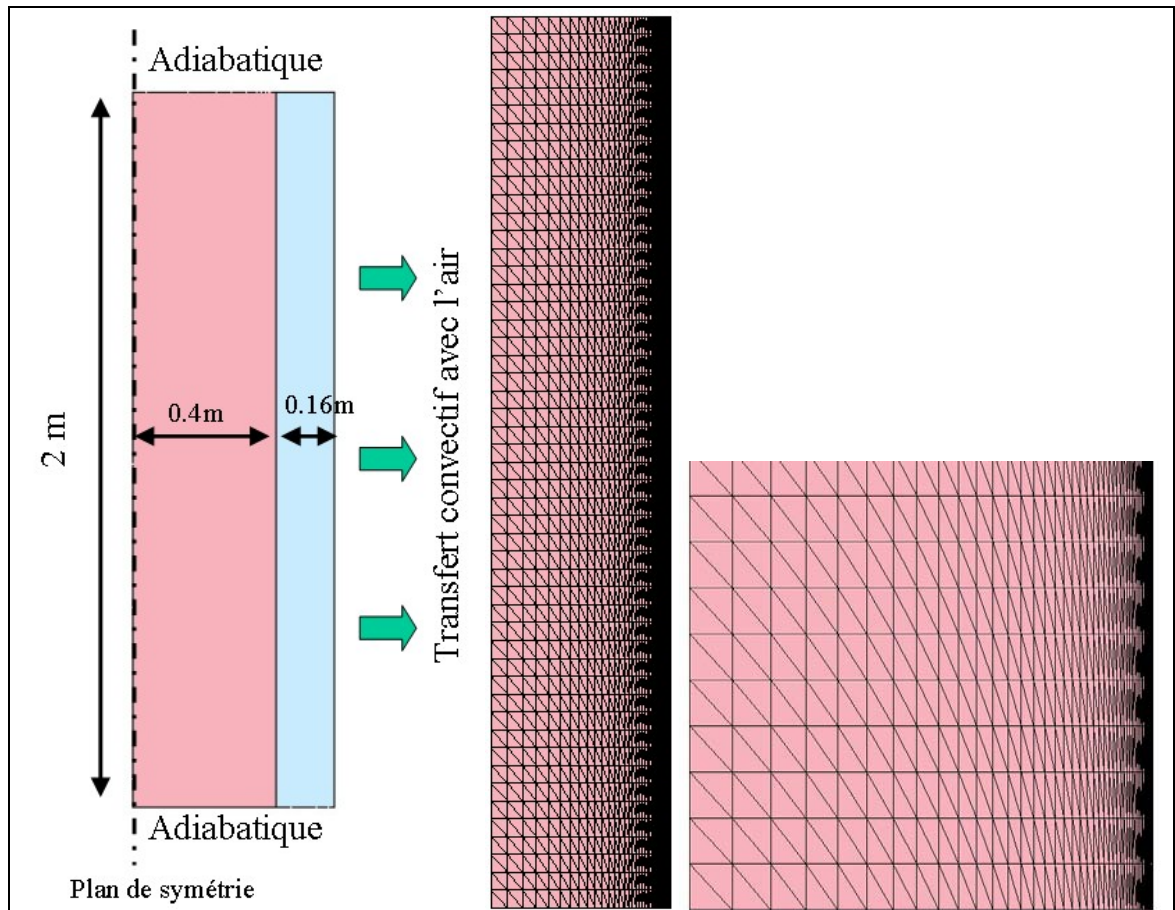 Adiabatique
2 m
0.4m
0.16m
Transfert convectif avec l'air
Adiabatique
Plan de symétrie